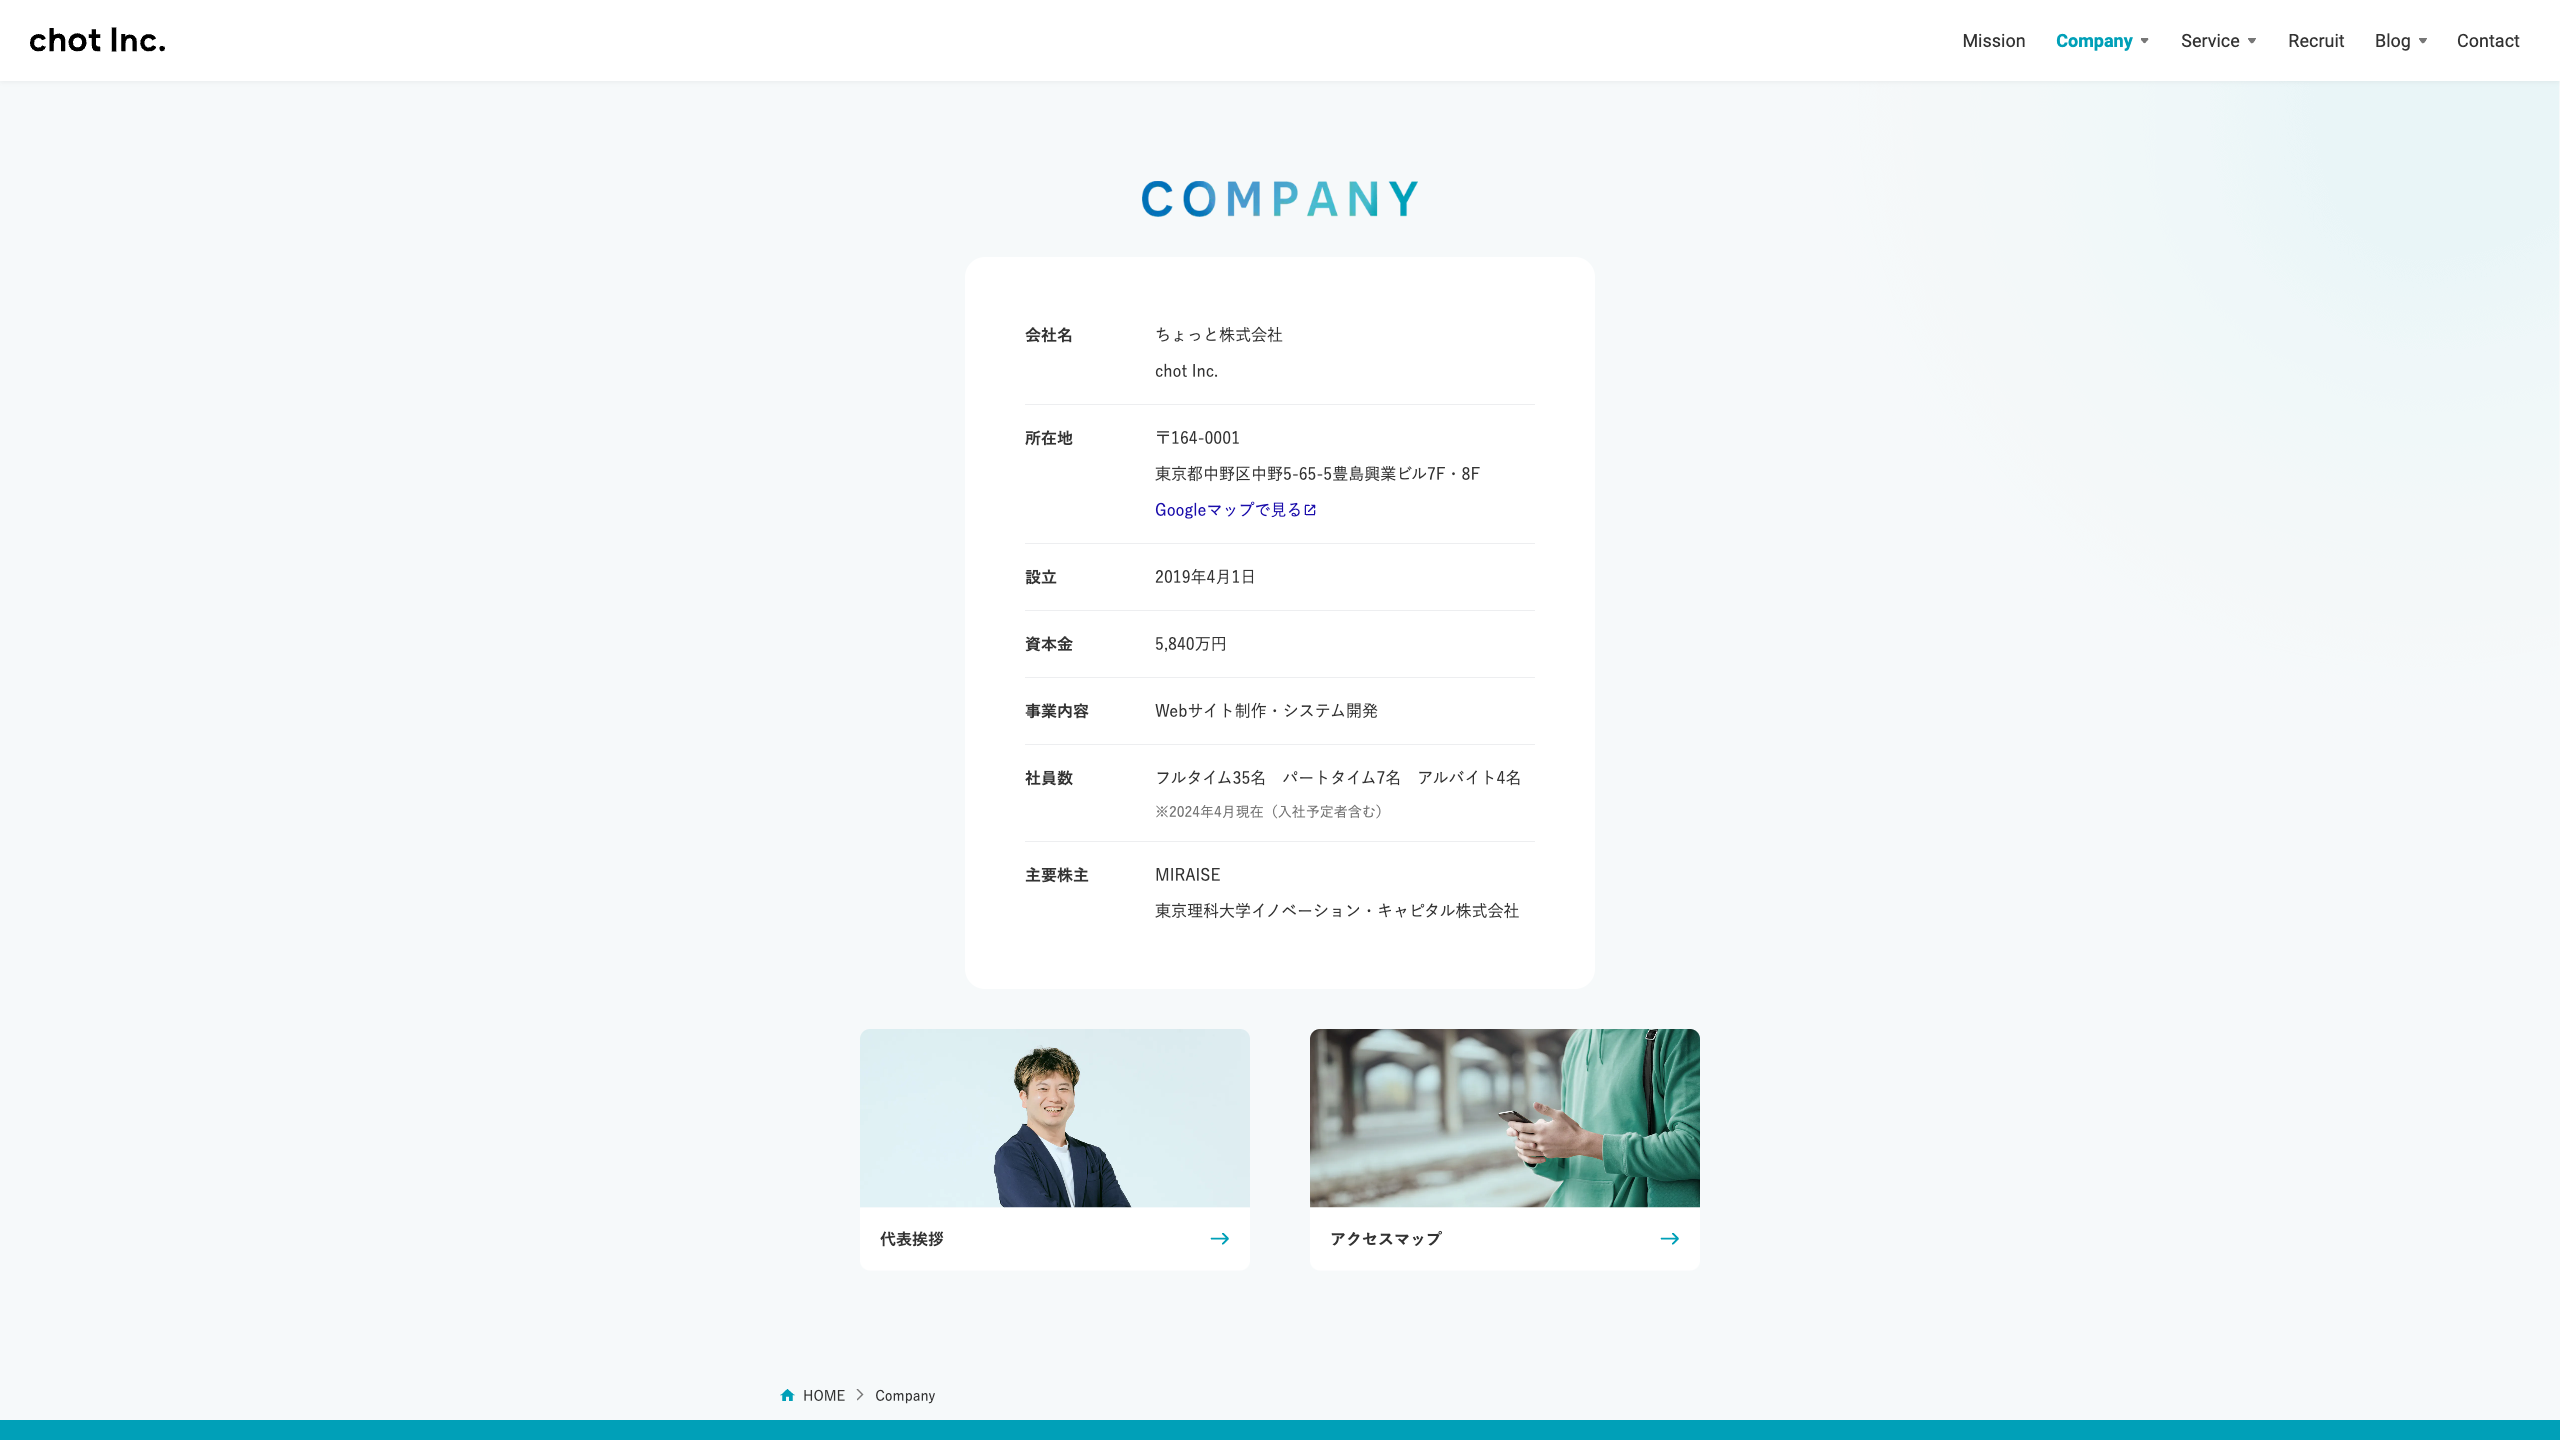 chot Inc.
Mission Company Service Recruit Blog Contact
COMPANY
会社名 ちょっと株式会社
chot Inc.
所在地 〒164-0001
東京都中野区中野5-65-5豊島興業ビル7F・8F
Googleマップで見る
設立 2019年4月1日
資本金 5,840万円
事業内容 Webサイト制作・システム開発
社員数 フルタイム35名　パートタイム7名　アルバイト4名
※2024年4月現在（入社予定者含む）
主要株主 MIRAISE
東京理科大学イノベーション・キャピタル株式会社
代表挨拶
アクセスマップ
HOME Company